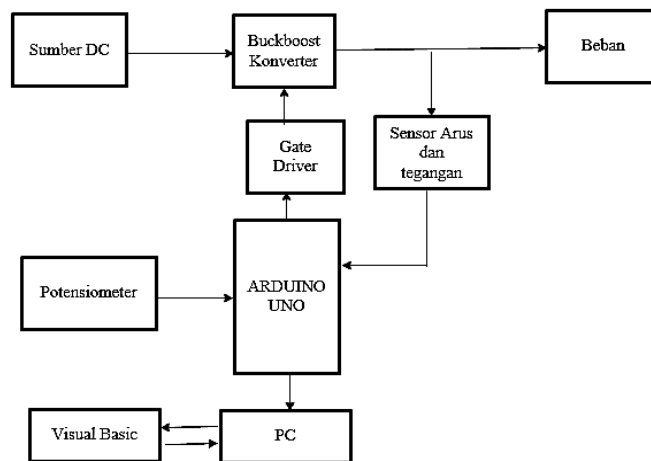 Sumber DC
Buckboost
Konverter
Beban
Gate
Driver
Sensor Arus
dan
tegangan
Potensiometer
ARDUINO
UNO
Visual Basic
PC